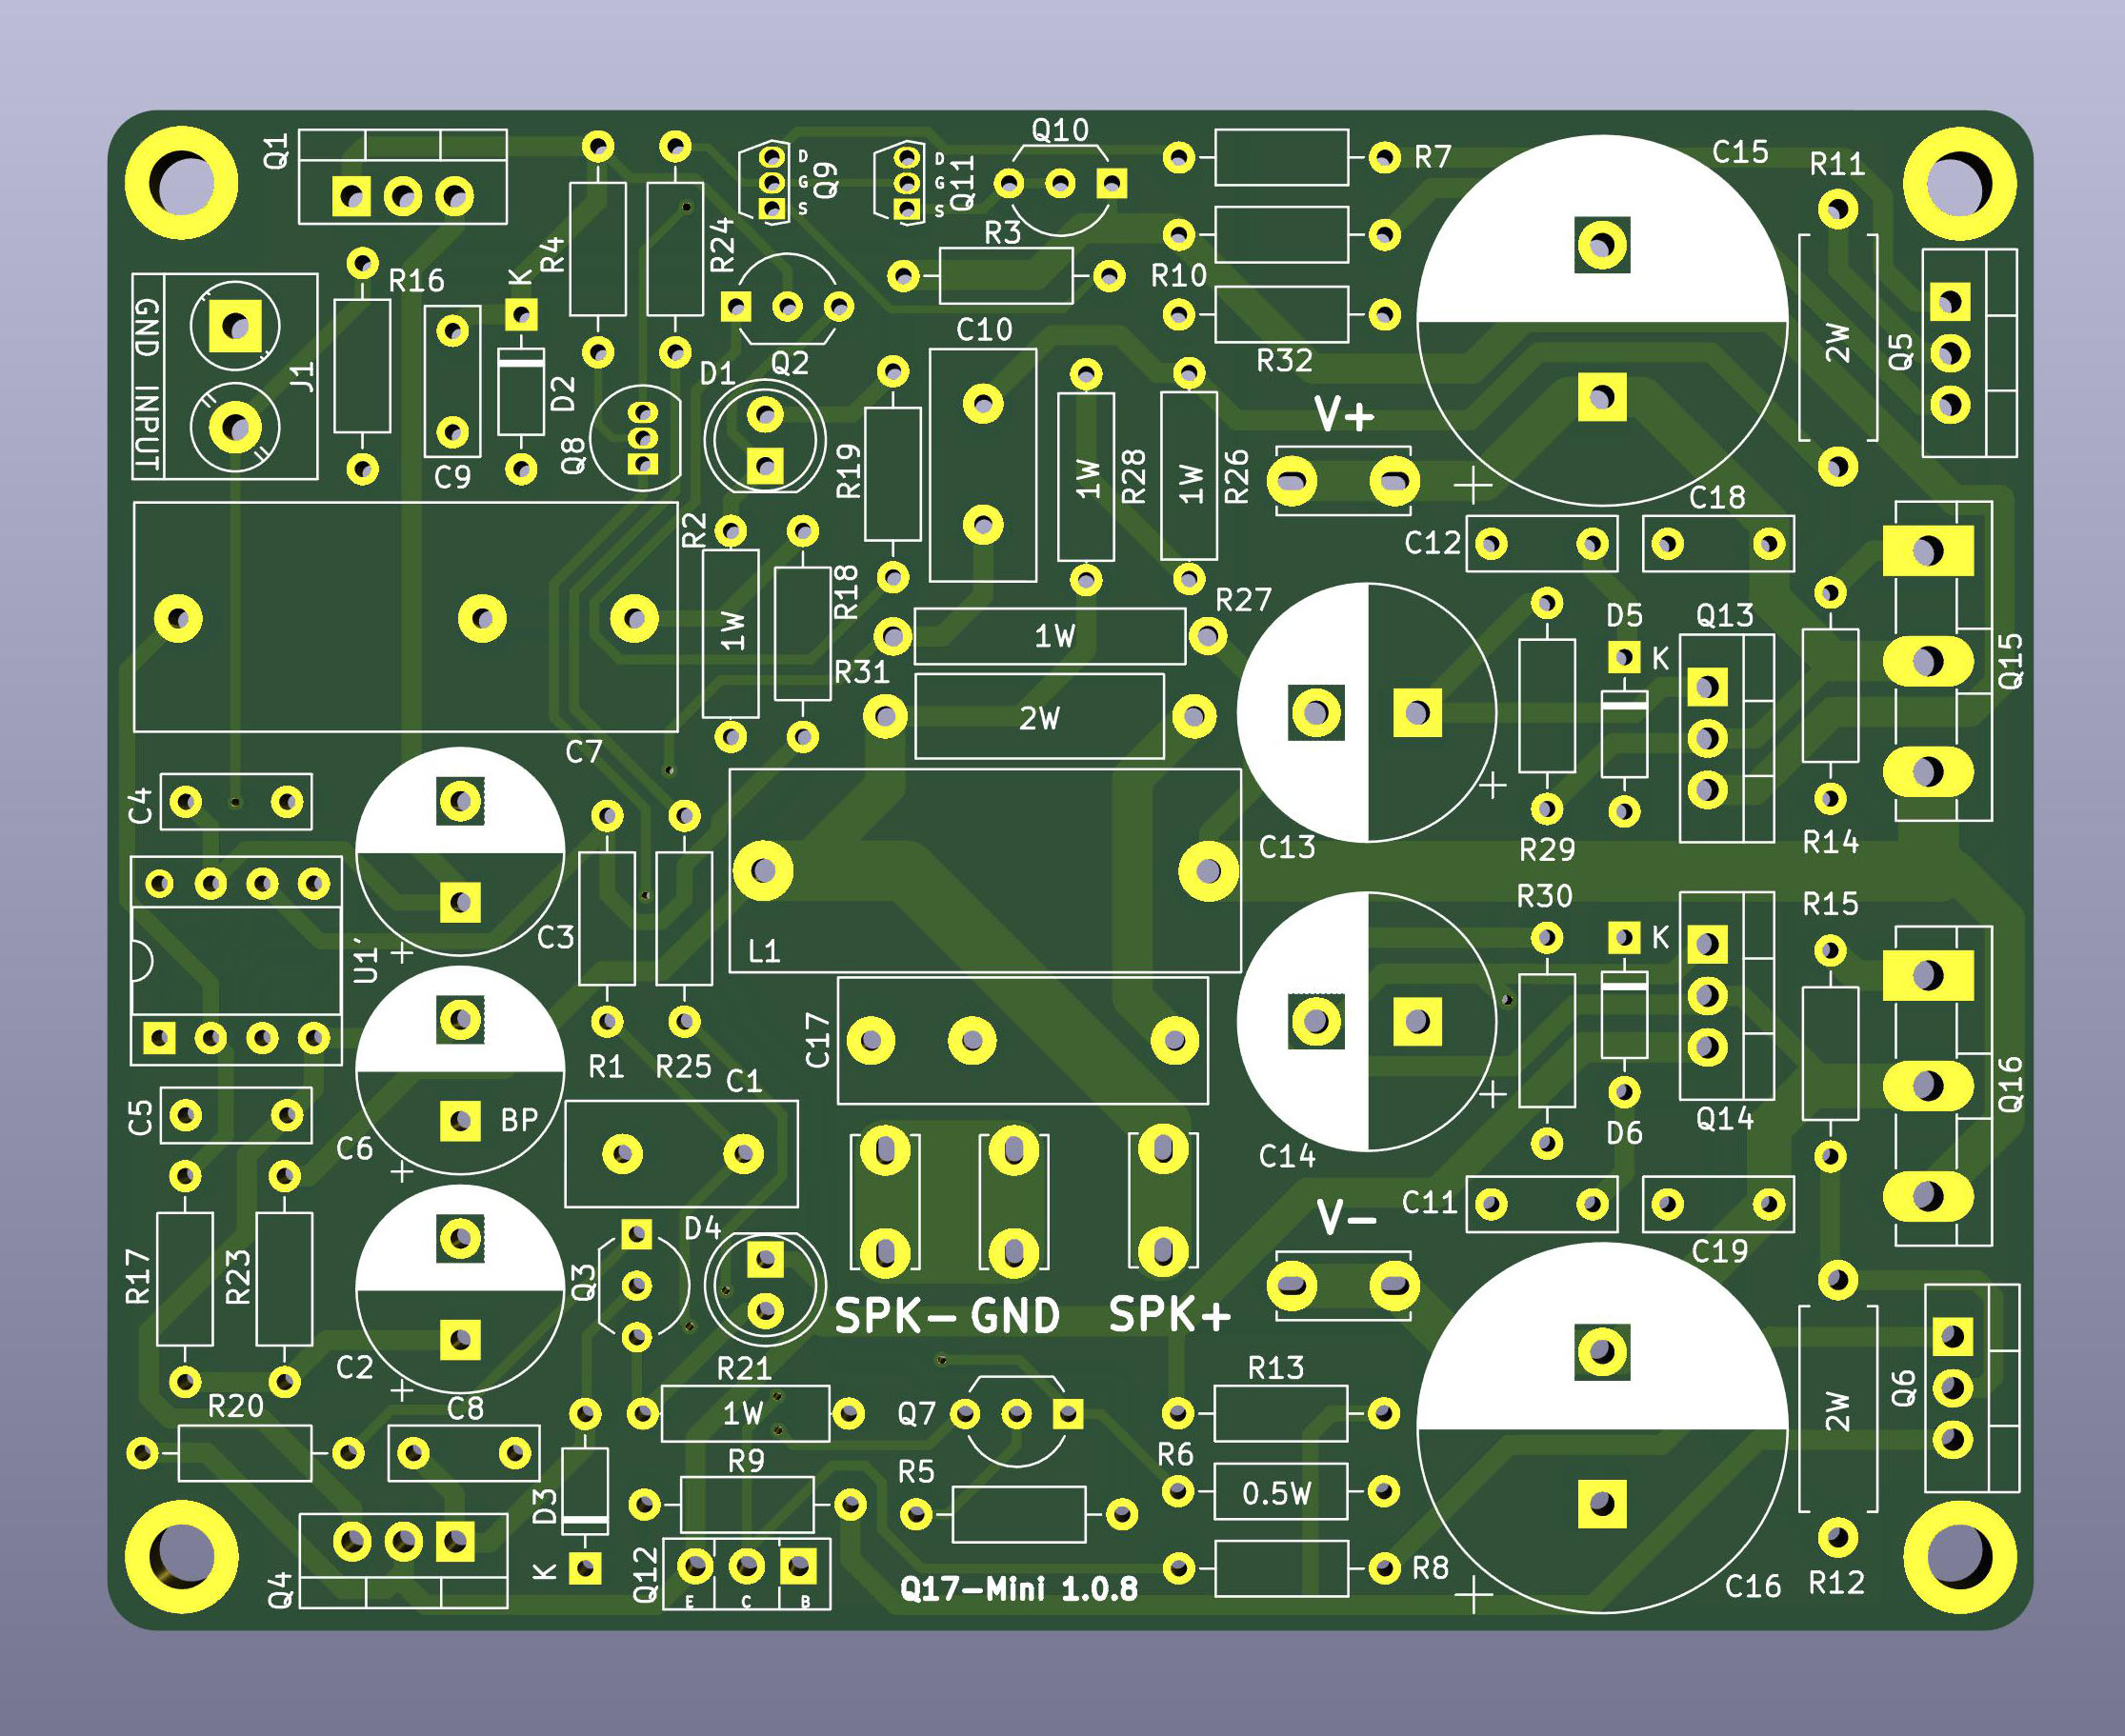 Q1
R4
R24
D
G
S
Q9
D
G
S
Q11
Q10
R7
C15
R11
R3
R10
R16
K
GND INPUT
J1
C9
D2
Q8
D1
Q2
C10
R32
2W
Q5
V+
R19
1W
R28
1W
R26
C12
C18
R2
1W
R18
R27
1W
R31
2W
D5
K
Q13
Q15
C7
C4
C13
R29
R14
C3
U1'
L1
R30
K
R15
R1
R25
C1
C17
C5
BP
C6
C14
D6
Q14
Q16
C11
V-
C19
R17
R23
Q3
D4
SPK-
GND
SPK+
C2
R21
R13
R20
C8
1W
Q7
R6
2W
Q6
R9
R5
0.5W
D3
K
Q4
Q12
E
C
B
Q17-Mini 1.0.8
R8
C16
R12